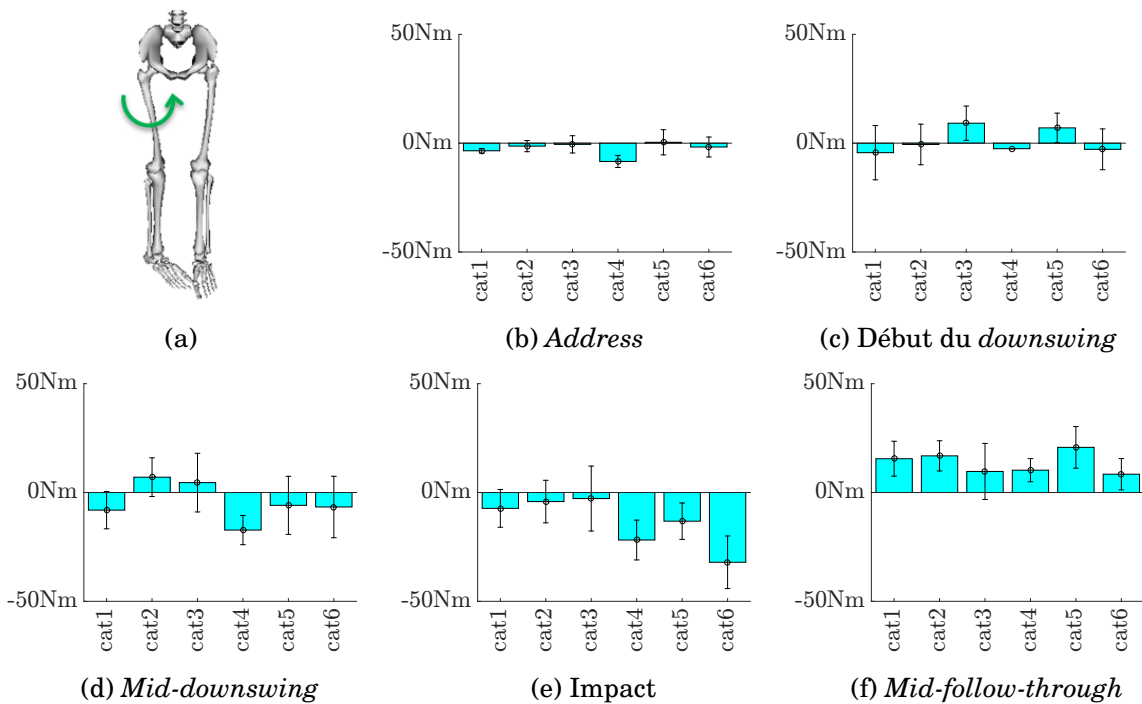 50Nm
0Nm
-50Nm
cat1
cat2
cat3
cat4
cat5
cat6
50Nm
0Nm
-50Nm
cat1
cat2
cat3
cat4
cat5
cat6
(a)
(b) Address
(c) Début du downswing
50Nm
0Nm
-50Nm
cat1
cat2
cat3
cat4
cat5
cat6
50Nm
0Nm
-50Nm
cat1
cat2
cat3
cat4
cat5
cat6
50Nm
0Nm
-50Nm
cat1
cat2
cat3
cat4
cat5
cat6
(d) Mid-downswing
(e) Impact
(f) Mid-follow-through